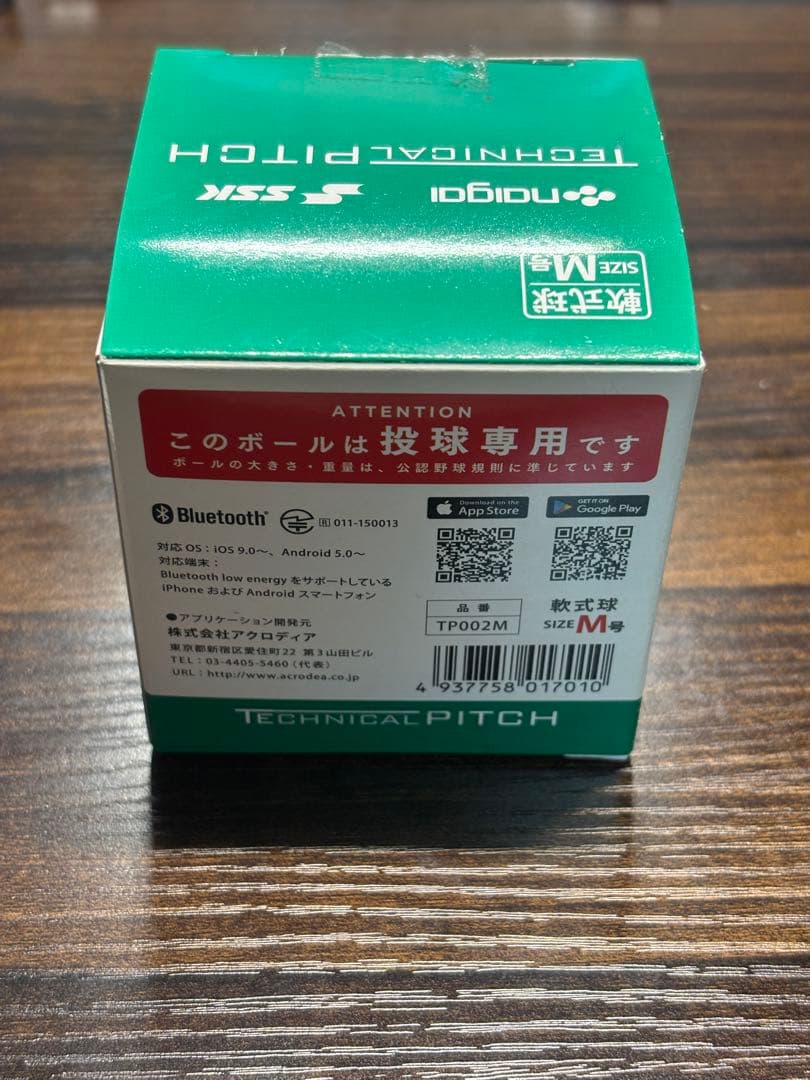 TECHNICALPITCH
naigai
SSK
軟式球
SIZE M号
ATTENTION
このボールは投球専用です
ボールの大きさ・重量は、公認野球規則に準じています
Bluetooth®
R 011-150013
Download on the
App Store
GET IT ON
Google Play
対応 OS：iOS 9.0～、Android 5.0～
対応端末：
Bluetooth low energy をサポートしている
iPhone および Android スマートフォン
●アプリケーション開発元
株式会社アクロディア
東京都新宿区愛住町22 第3山田ビル
TEL：03-4405-5460（代表）
URL：http://www.acrodea.co.jp
品番
TP002M
軟式球
SIZE M号
4 937758 017010
TECHNICALPITCH